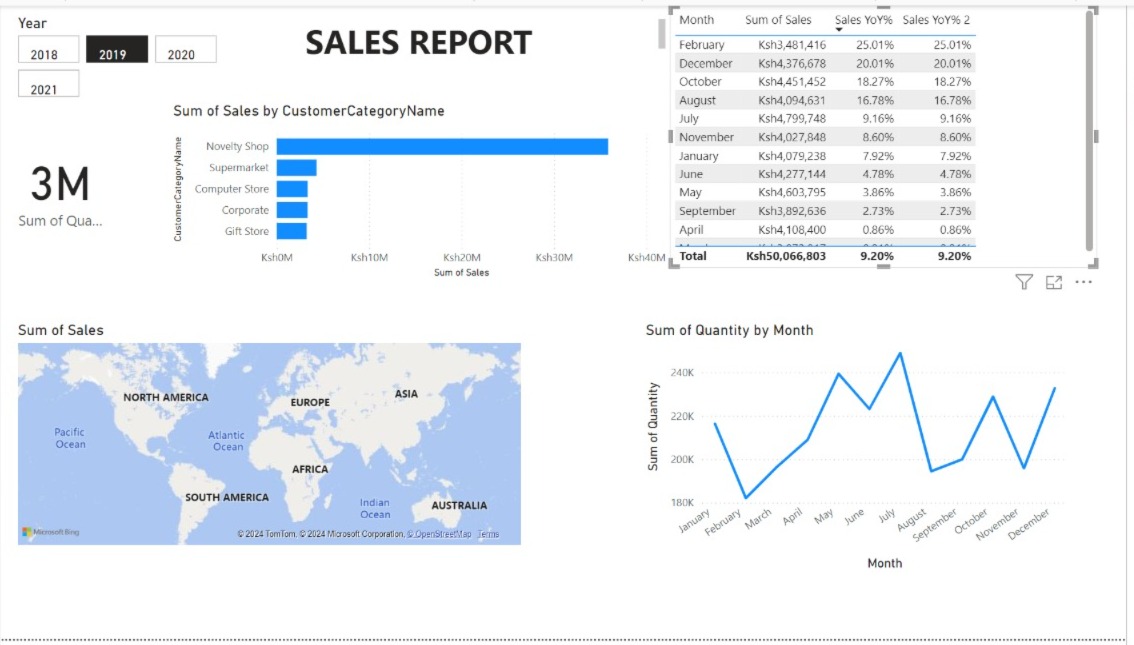 Year
2018
2019
2020
2021
SALES REPORT
3M
Sum of Qua...
Sum of Sales by CustomerCategoryName
CustomerCategoryName
Novelty Shop
Supermarket
Computer Store
Corporate
Gift Store
Ksh0M Ksh10M Ksh20M Ksh30M Ksh40M
Sum of Sales
Month Sum of Sales Sales YoY% Sales YoY% 2
February Ksh3,481,416 25.01% 25.01%
December Ksh4,376,678 20.01% 20.01%
October Ksh4,451,452 18.27% 18.27%
August Ksh4,094,631 16.78% 16.78%
July Ksh4,799,748 9.16% 9.16%
November Ksh4,027,848 8.60% 8.60%
January Ksh4,079,238 7.92% 7.92%
June Ksh4,277,144 4.78% 4.78%
May Ksh4,603,795 3.86% 3.86%
September Ksh3,892,636 2.73% 2.73%
April Ksh4,108,400 0.86% 0.86%
Total Ksh50,066,803 9.20% 9.20%
Sum of Sales
NORTH AMERICA
EUROPE
ASIA
Pacific
Ocean
Atlantic
Ocean
AFRICA
SOUTH AMERICA
Indian
Ocean
AUSTRALIA
Microsoft Bing
© 2024 TomTom, © 2024 Microsoft Corporation, © OpenStreetMap Terms
Sum of Quantity by Month
Sum of Quantity
240K
220K
200K
180K
January February March April May June July August September October November December
Month